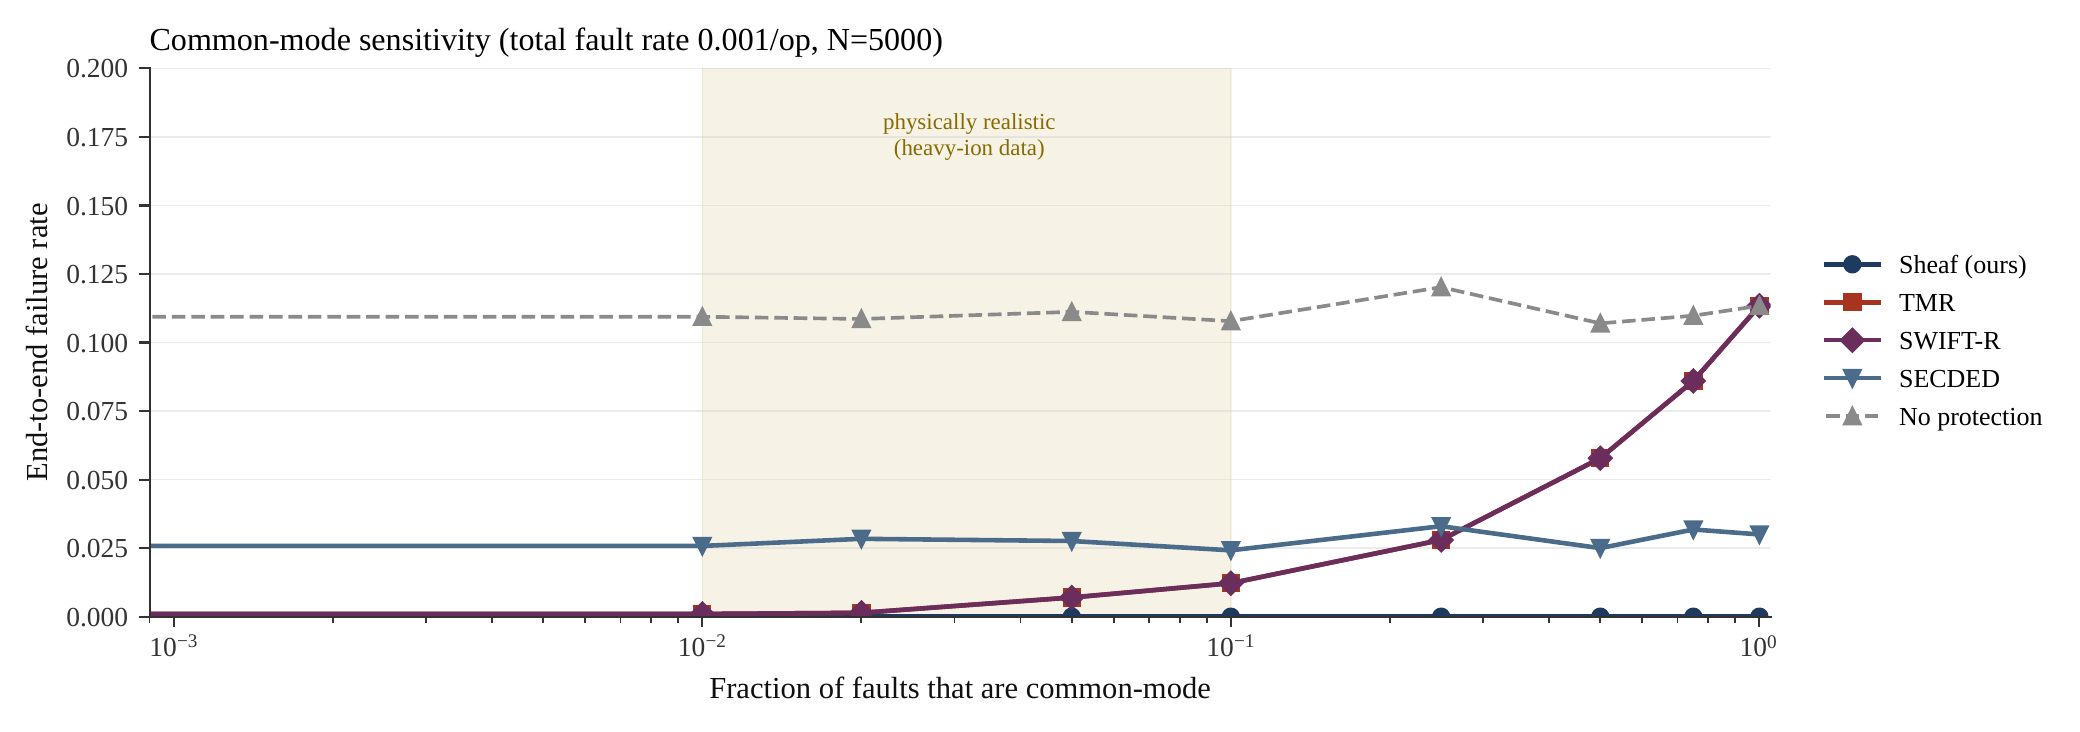 Common-mode sensitivity (total fault rate 0.001/op, N=5000)
0.200
0.175
0.150
0.125
0.100
0.075
0.050
0.025
0.000
End-to-end failure rate
physically realistic
(heavy-ion data)
10⁻³
10⁻²
10⁻¹
10⁰
Fraction of faults that are common-mode
Sheaf (ours)
TMR
SWIFT-R
SECDED
No protection